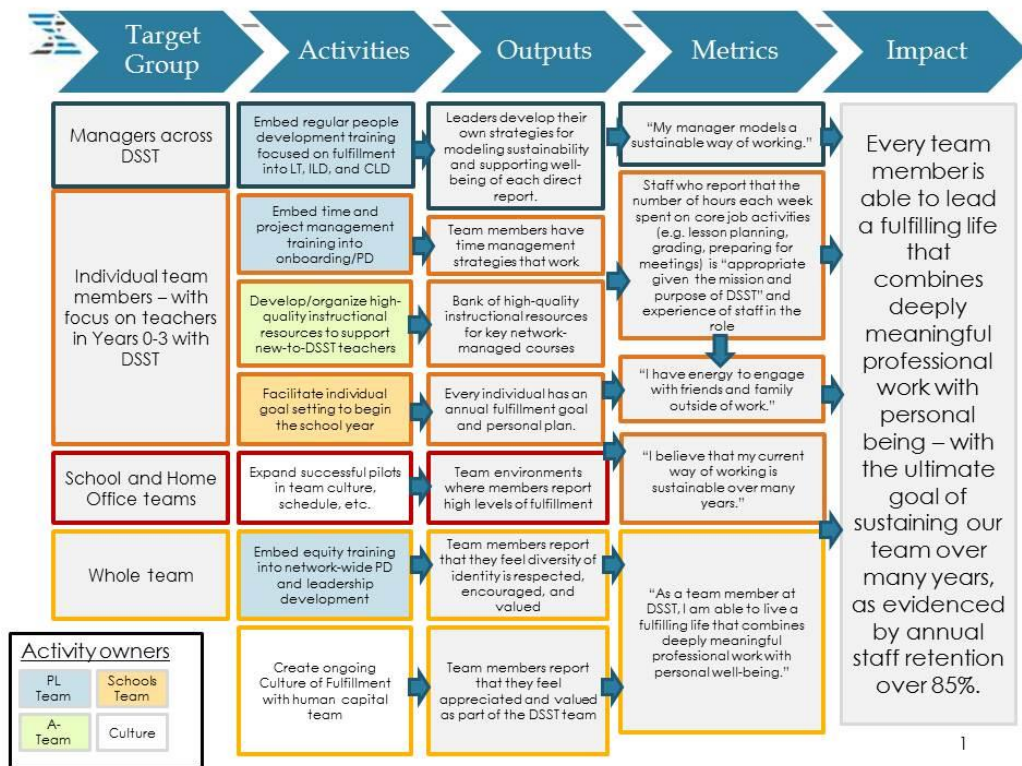 Target
Group
Activities
Outputs
Metrics
Impact
Managers across
DSST
Embed regular people
development training
focused on fulfillment
into LT, ILD, and CLD
Leaders develop their
own strategies for
modeling sustainability
and supporting well-
being of each direct
report.
“My manager models a
sustainable way of working.”
Individual team
members – with
focus on teachers
in Years 0-3 with
DSST
Embed time and
project management
training into
onboarding/PD
Team members have
time management
strategies that work
Staff who report that the
number of hours each week
spent on core job activities
(e.g. lesson planning,
grading, preparing for
meetings) is “appropriate
given the mission and
purpose of DSST” and
experience of staff in the
role
Develop/organize high-
quality instructional
resources to support
new-to-DSST teachers
Bank of high-quality
instructional resources
for key network-
managed courses
Facilitate individual
goal setting to begin
the school year
Every individual has an
annual fulfillment goal
and personal plan.
“I have energy to engage
with friends and family
outside of work.”
School and Home
Office teams
Expand successful pilots
in team culture,
schedule, etc.
Team environments
where members report
high levels of fulfillment
“I believe that my current
way of working is
sustainable over many
years.”
Whole team
Embed equity training
into network-wide PD
and leadership
development
Team members report
that they feel diversity of
identity is respected,
encouraged, and
valued
“As a team member at
DSST, I am able to live a
fulfilling life that combines
deeply meaningful
professional work with
personal well-being.”
Create ongoing
Culture of Fulfillment
with human capital
team
Team members report
that they feel
appreciated and valued
as part of the DSST team
Every team
member is
able to lead
a fulfilling life
that
combines
deeply
meaningful
professional
work with
personal
being – with
the ultimate
goal of
sustaining our
team over
many years,
as evidenced
by annual
staff retention
over 85%.
Activity owners
PL
Team
Schools
Team
A-
Team
Culture
1